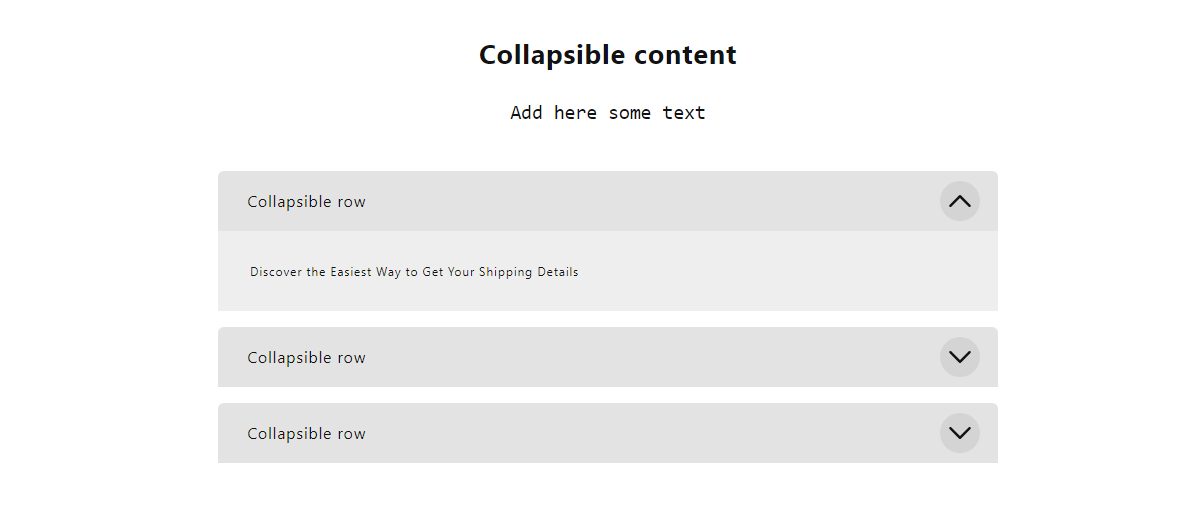 Collapsible content
Add here some text
Collapsible row
Discover the Easiest Way to Get Your Shipping Details
Collapsible row
Collapsible row